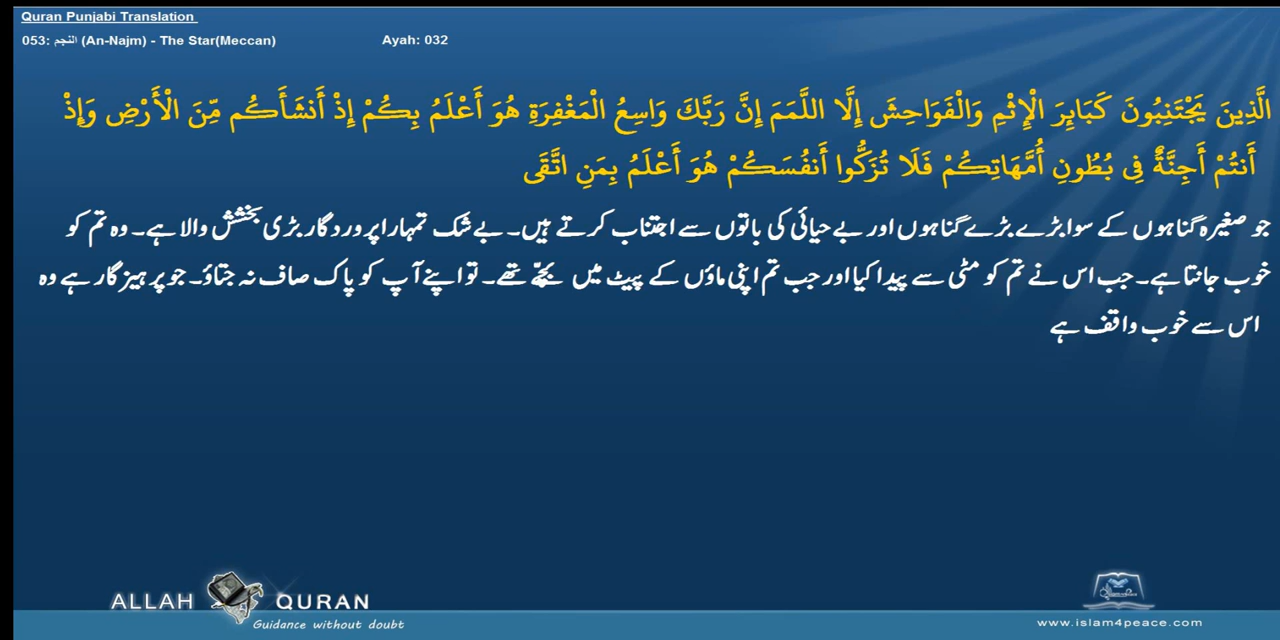 Quran Punjabi Translation
053: النجم (An-Najm) - The Star(Meccan) Ayah: 032
الَّذِينَ يَجْتَنِبُونَ كَبَائِرَ الْإِثْمِ وَالْفَوَاحِشَ إِلَّا اللَّمَمَ إِنَّ رَبَّكَ وَاسِعُ الْمَغْفِرَةِ هُوَ أَعْلَمُ بِكُمْ إِذْ أَنشَأَكُم مِّنَ الْأَرْضِ وَإِذْ
أَنتُمْ أَجِنَّةٌ فِي بُطُونِ أُمَّهَاتِكُمْ فَلَا تُزَكُّوا أَنفُسَكُمْ هُوَ أَعْلَمُ بِمَنِ اتَّقَى
جو صغیرہ گناہوں کے سوا بڑے بڑے گناہوں اور بے حیائی کی باتوں سے اجتناب کرتے ہیں۔ بے شک تمہارا پروردگار بڑی بخشش والا ہے۔ وہ تم کو
خوب جانتا ہے۔ جب اس نے تم کو مٹی سے پیدا کیا اور جب تم اپنی ماؤں کے پیٹ میں بچّے تھے۔ تو اپنے آپ کو پاک صاف نہ جتاؤ۔ جو پرہیزگار ہے وہ
اس سے خوب واقف ہے
ALLAH QURAN
Guidance without doubt
www.islam4peace.com